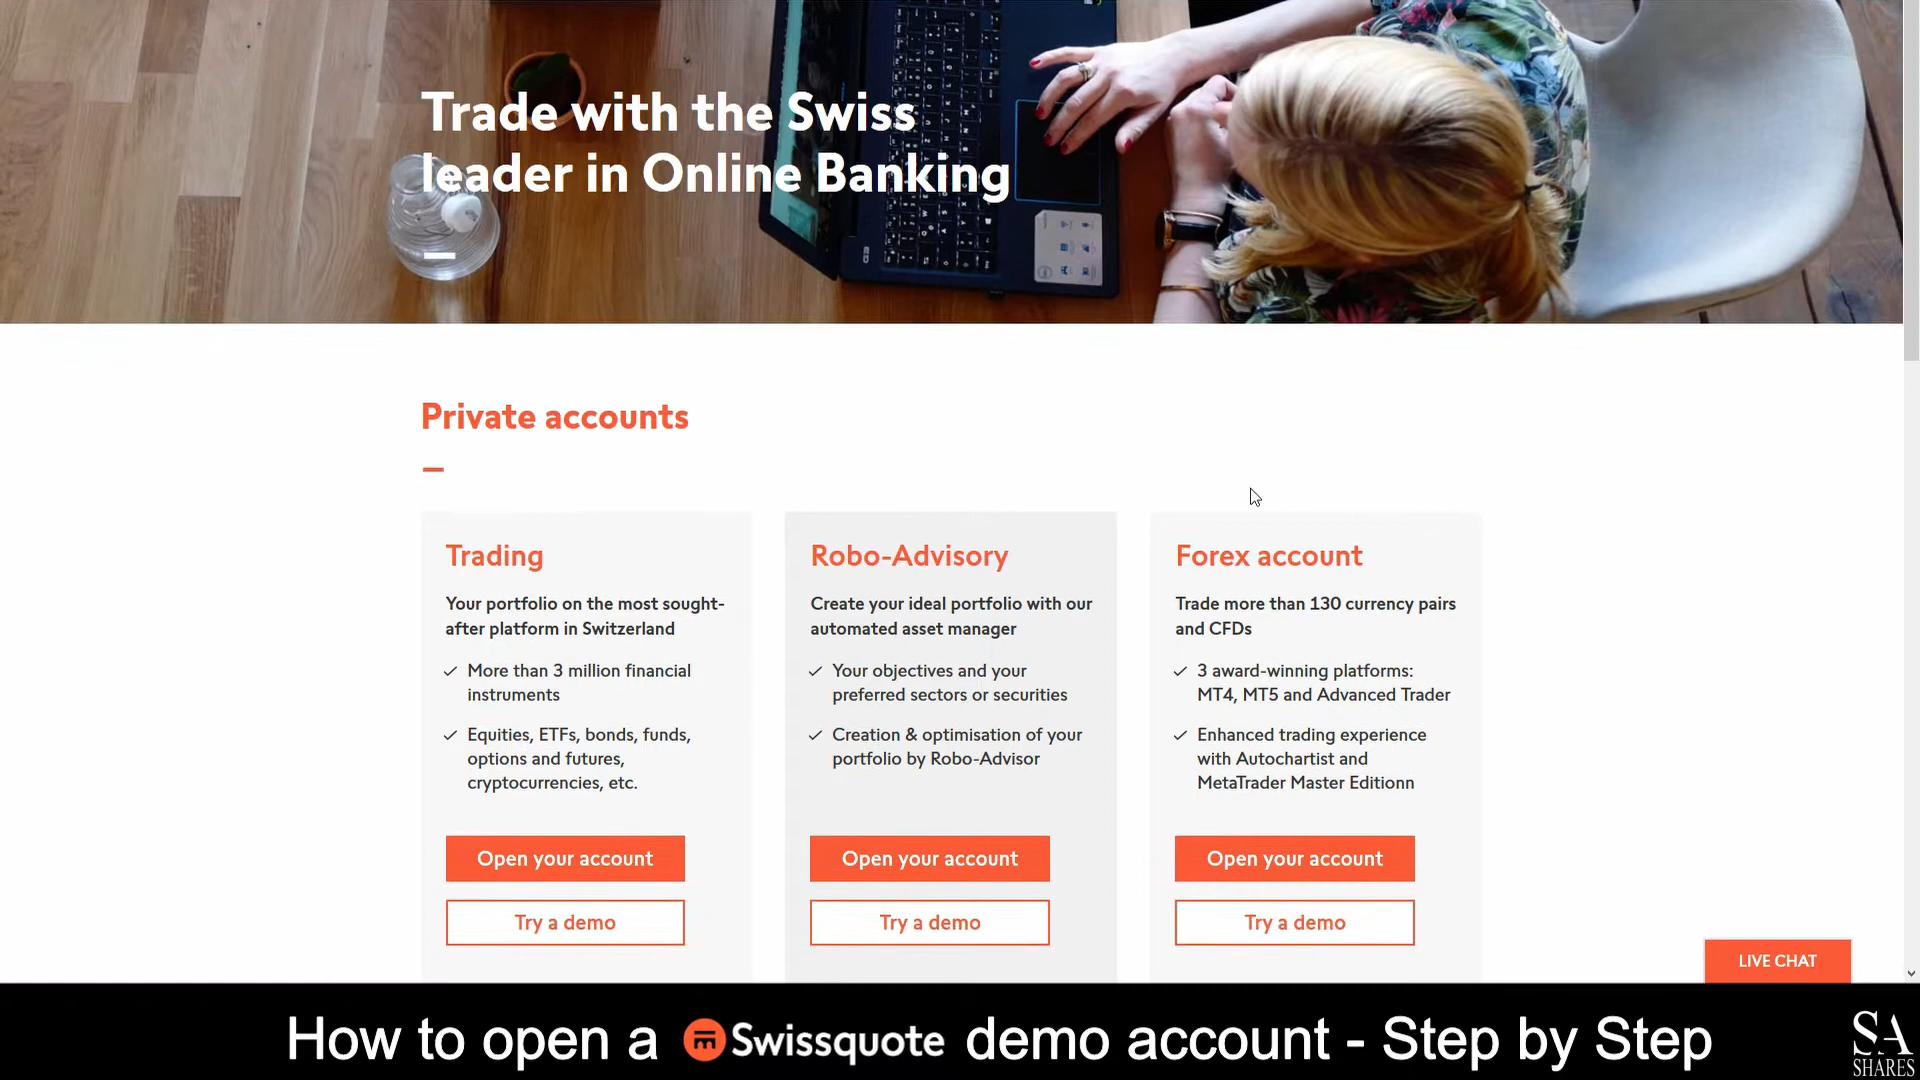 Trade with the Swiss
leader in Online Banking
Private accounts
Trading
Your portfolio on the most sought-
after platform in Switzerland
More than 3 million financial
instruments
Equities, ETFs, bonds, funds,
options and futures,
cryptocurrencies, etc.
Open your account
Try a demo
Robo-Advisory
Create your ideal portfolio with our
automated asset manager
Your objectives and your
preferred sectors or securities
Creation & optimisation of your
portfolio by Robo-Advisor
Open your account
Try a demo
Forex account
Trade more than 130 currency pairs
and CFDs
3 award-winning platforms:
MT4, MT5 and Advanced Trader
Enhanced trading experience
with Autochartist and
MetaTrader Master Editionn
Open your account
Try a demo
LIVE CHAT
How to open a Swissquote demo account - Step by Step
SA
SHARES